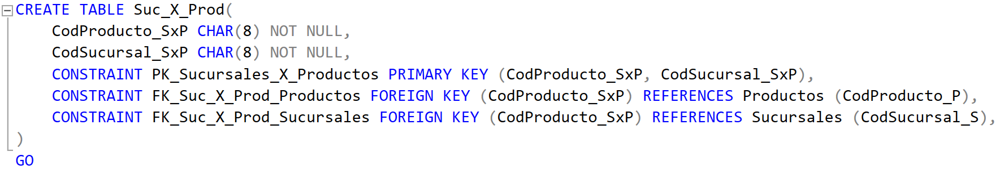 CREATE TABLE Suc_X_Prod(
    CodProducto_SxP CHAR(8) NOT NULL,
    CodSucursal_SxP CHAR(8) NOT NULL,
    CONSTRAINT PK_Sucursales_X_Productos PRIMARY KEY (CodProducto_SxP, CodSucursal_SxP),
    CONSTRAINT FK_Suc_X_Prod_Productos FOREIGN KEY (CodProducto_SxP) REFERENCES Productos (CodProducto_P),
    CONSTRAINT FK_Suc_X_Prod_Sucursales FOREIGN KEY (CodProducto_SxP) REFERENCES Sucursales (CodSucursal_S),
)
GO